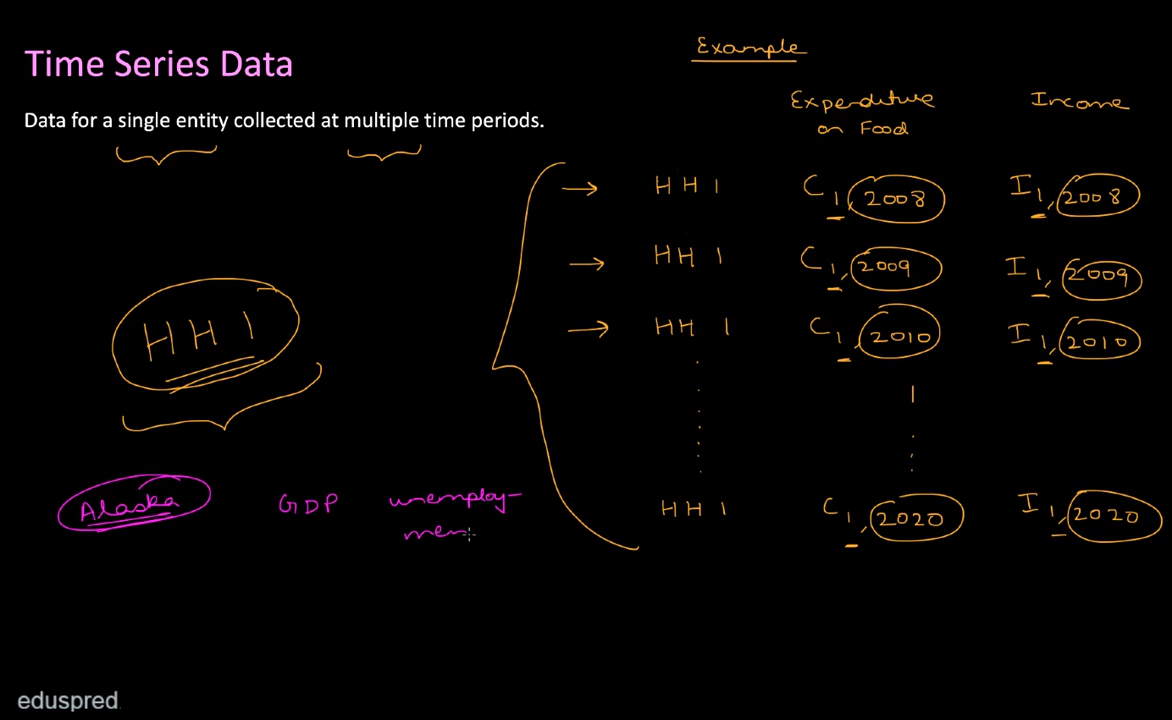 Time Series Data
Data for a single entity collected at multiple time periods.
Example
Expenditure on Food
Income
HH 1 C1, 2008 I1, 2008
HH 1 C1, 2009 I1, 2009
HH 1 C1, 2010 I1, 2010
HH 1
HH 1 C1, 2020 I1, 2020
Alaska GDP unemploy-
men
eduspred